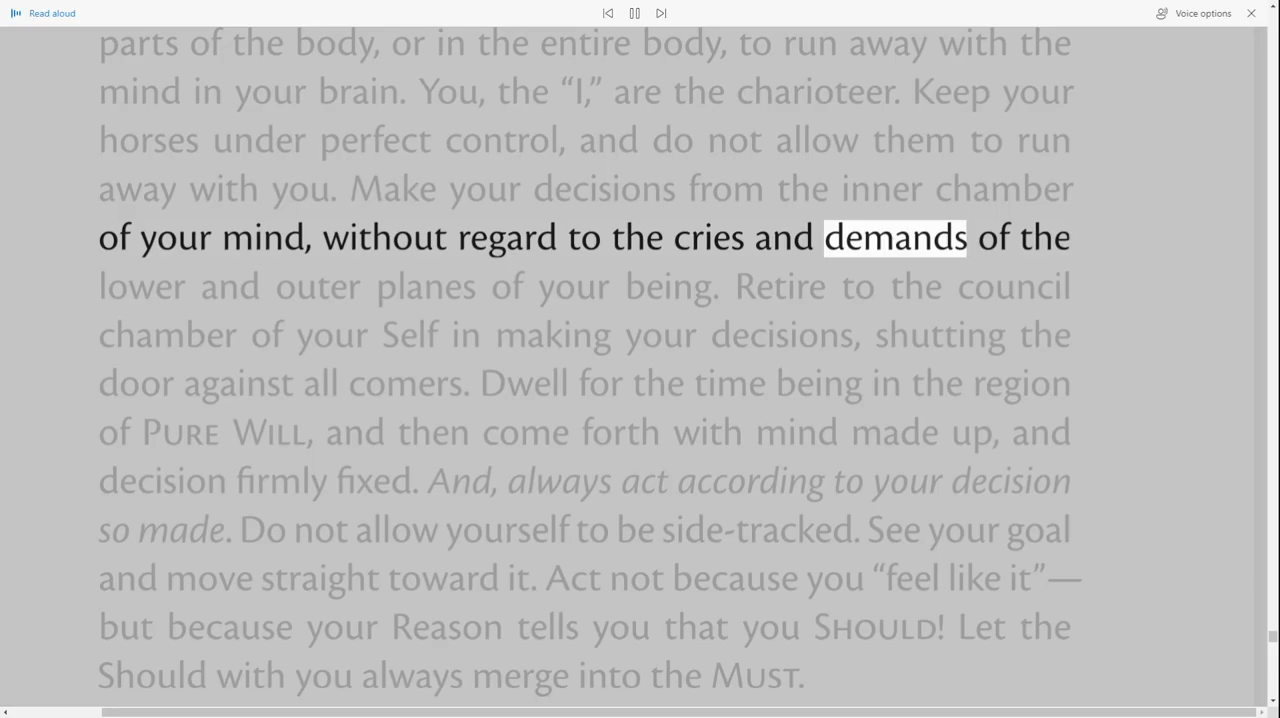 Read aloud
Voice options
parts of the body, or in the entire body, to run away with the
mind in your brain. You, the “I,” are the charioteer. Keep your
horses under perfect control, and do not allow them to run
away with you. Make your decisions from the inner chamber
of your mind, without regard to the cries and demands of the
lower and outer planes of your being. Retire to the council
chamber of your Self in making your decisions, shutting the
door against all comers. Dwell for the time being in the region
of PURE WILL, and then come forth with mind made up, and
decision firmly fixed. And, always act according to your decision
so made. Do not allow yourself to be side-tracked. See your goal
and move straight toward it. Act not because you “feel like it”—
but because your Reason tells you that you SHOULD! Let the
Should with you always merge into the MUST.